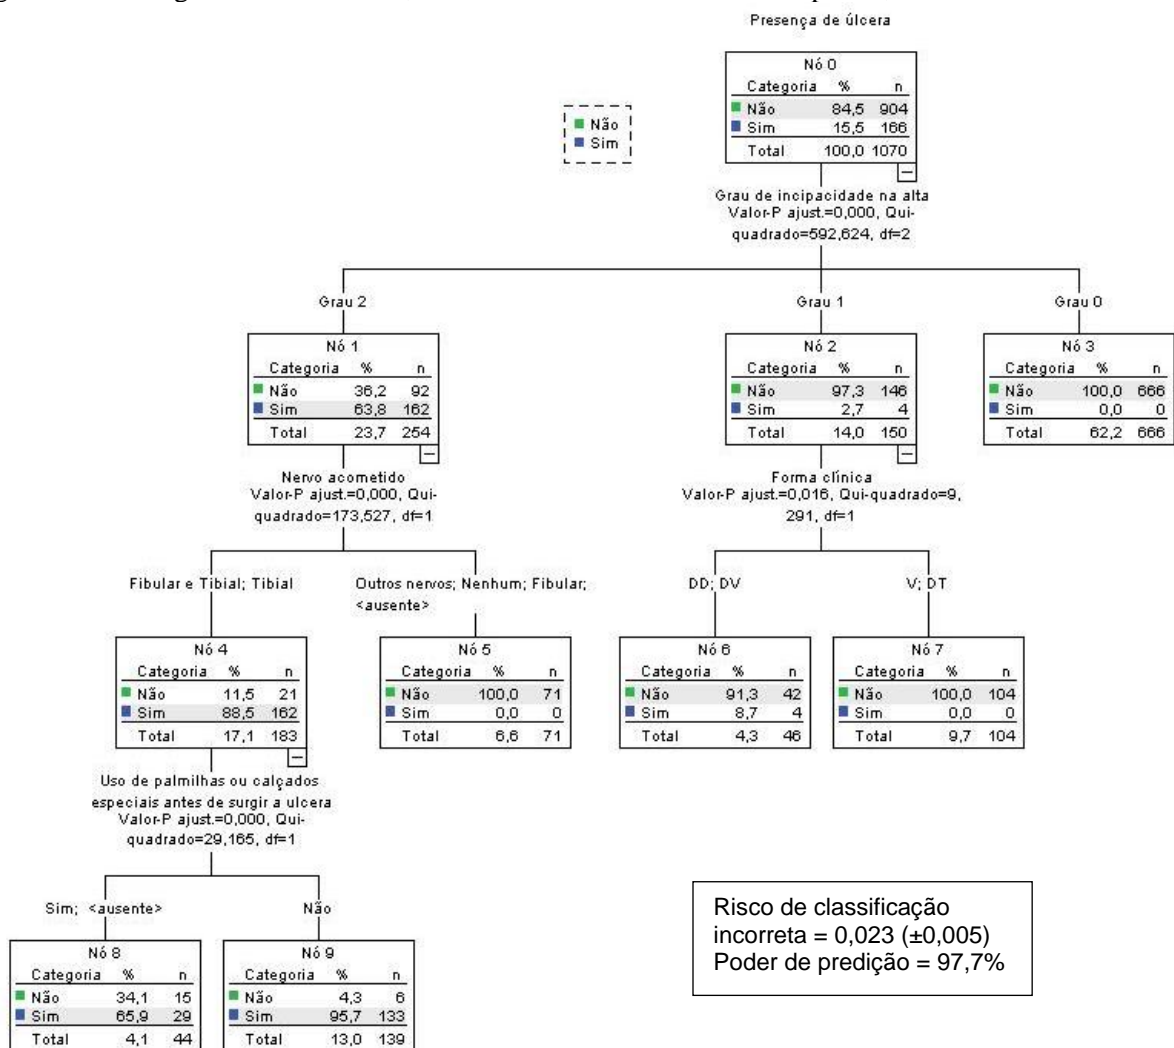 Presença de úlcera
Nó 0
Categoria % n
Não 84,5 904
Sim 15,5 166
Total 100,0 1070
Não
Sim
Grau de incipacidade na alta
Valor-P ajust.=0,000, Qui-
quadrado=592,624, df=2
Grau 2
Grau 1
Grau 0
Nó 1
Categoria % n
Não 36,2 92
Sim 63,8 162
Total 23,7 254
Nó 2
Categoria % n
Não 97,3 146
Sim 2,7 4
Total 14,0 150
Nó 3
Categoria % n
Não 100,0 666
Sim 0,0 0
Total 62,2 666
Nervo acometido
Valor-P ajust.=0,000, Qui-
quadrado=173,527, df=1
Forma clínica
Valor-P ajust.=0,016, Qui-quadrado=9,
291, df=1
Fibular e Tibial; Tibial
Outros nervos; Nenhum; Fibular;
<ausente>
DD; DV
V; DT
Nó 4
Categoria % n
Não 11,5 21
Sim 88,5 162
Total 17,1 183
Nó 5
Categoria % n
Não 100,0 71
Sim 0,0 0
Total 6,6 71
Nó 6
Categoria % n
Não 91,3 42
Sim 8,7 4
Total 4,3 46
Nó 7
Categoria % n
Não 100,0 104
Sim 0,0 0
Total 9,7 104
Uso de palmilhas ou calçados
especiais antes de surgir a ulcera
Valor-P ajust.=0,000, Qui-
quadrado=29,165, df=1
Sim; <ausente>
Não
Nó 8
Categoria % n
Não 34,1 15
Sim 65,9 29
Total 4,1 44
Nó 9
Categoria % n
Não 4,3 6
Sim 95,7 133
Total 13,0 139
Risco de classificação
incorreta = 0,023 (±0,005)
Poder de predição = 97,7%